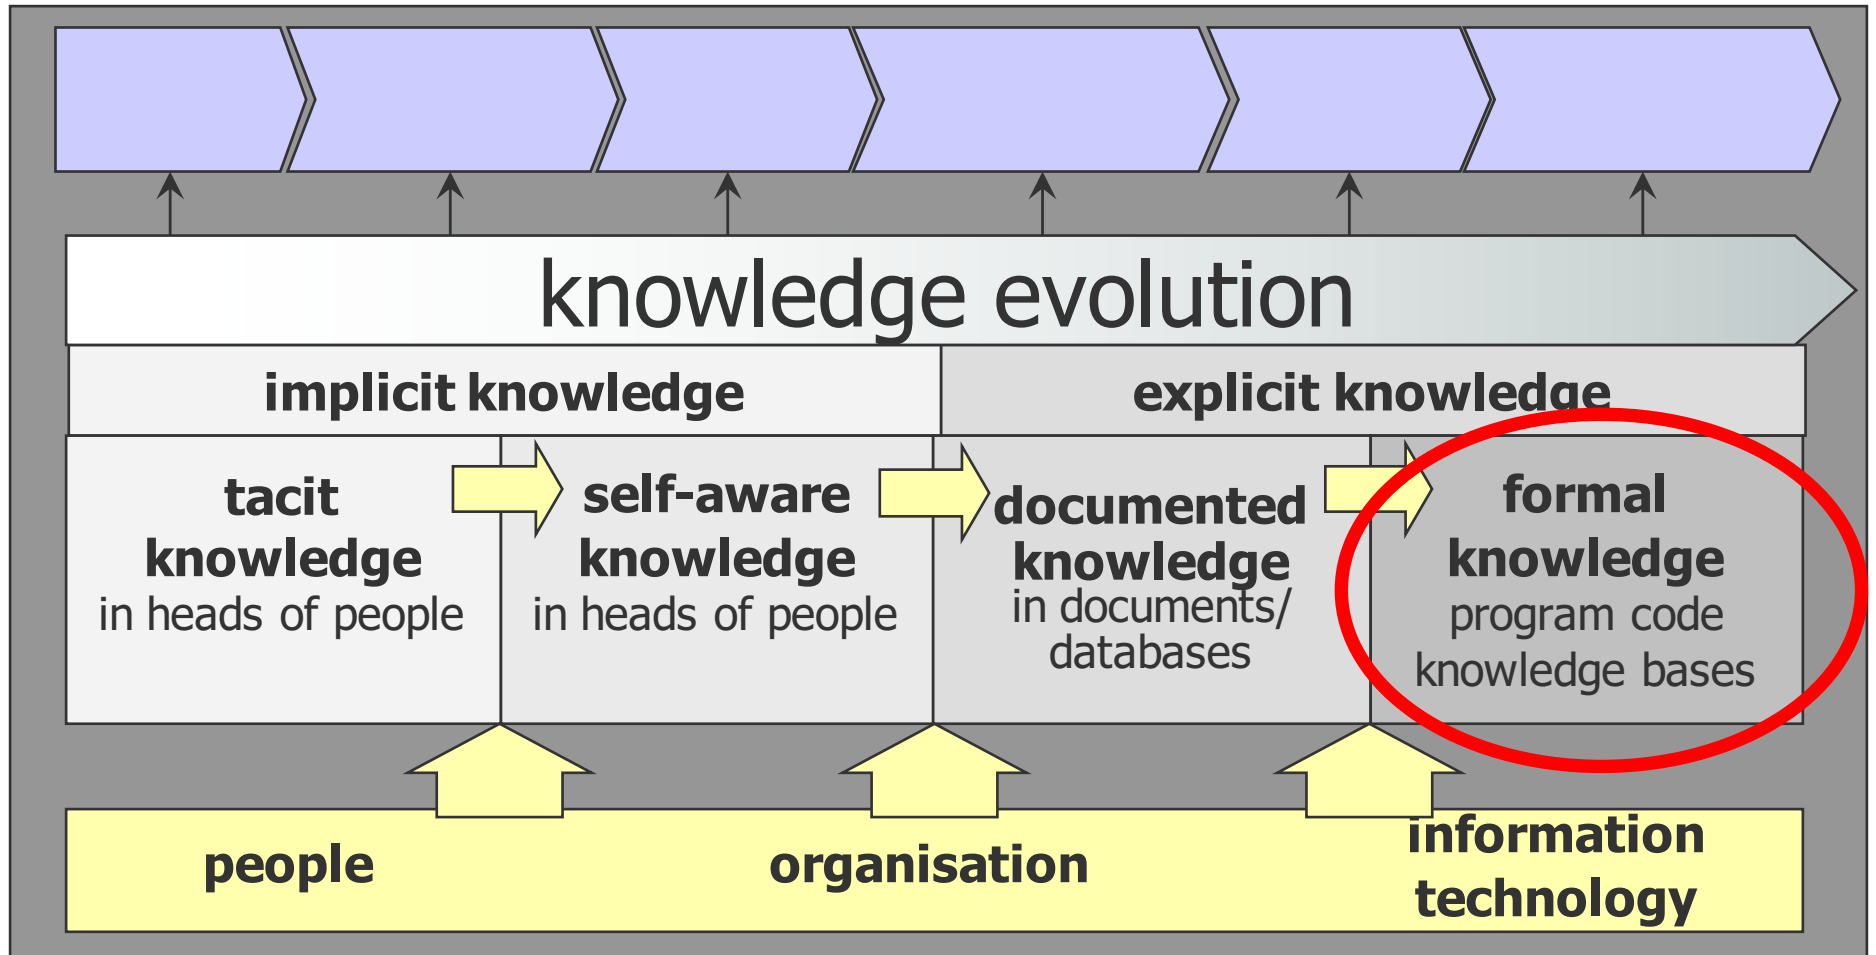 knowledge evolution
implicit knowledge
explicit knowledge
tacit
knowledge
in heads of people
self-aware
knowledge
in heads of people
documented
knowledge
in documents/
databases
formal
knowledge
program code
knowledge bases
people
organisation
information
technology